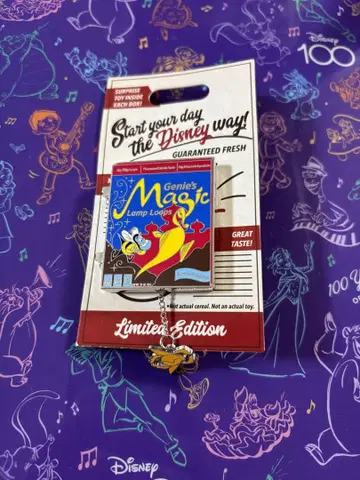 SURPRISE
TOY INSIDE
EACH BOX!
Disney
100
Start your day
the Disney way!
GUARANTEED FRESH
Genie's
Magic
Lamp Loops
GREAT
TASTE!
*Not actual cereal. Not an actual toy.
Limited Edition
Disney